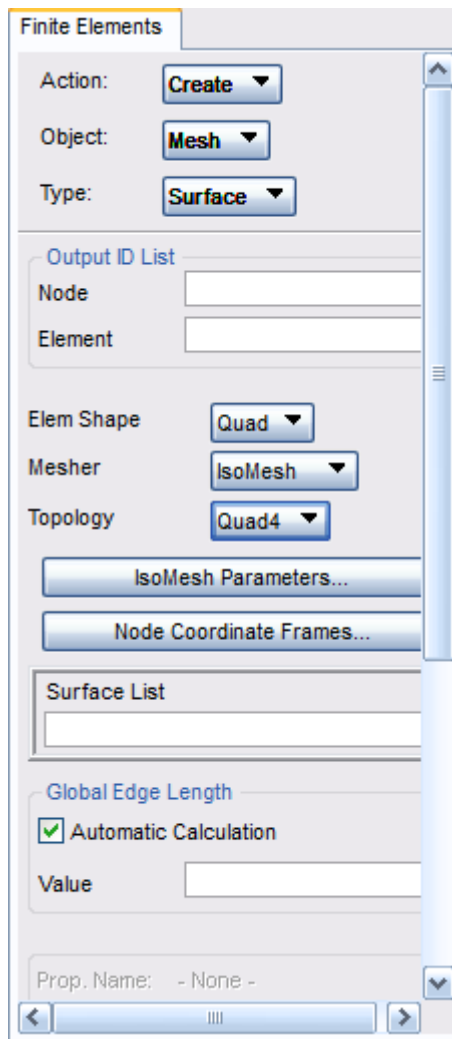 Finite Elements
Action: Create
Object: Mesh
Type: Surface
Output ID List
Node
Element
Elem Shape Quad
Mesher IsoMesh
Topology Quad4
IsoMesh Parameters...
Node Coordinate Frames...
Surface List
Global Edge Length
Automatic Calculation
Value
Prop. Name: - None -